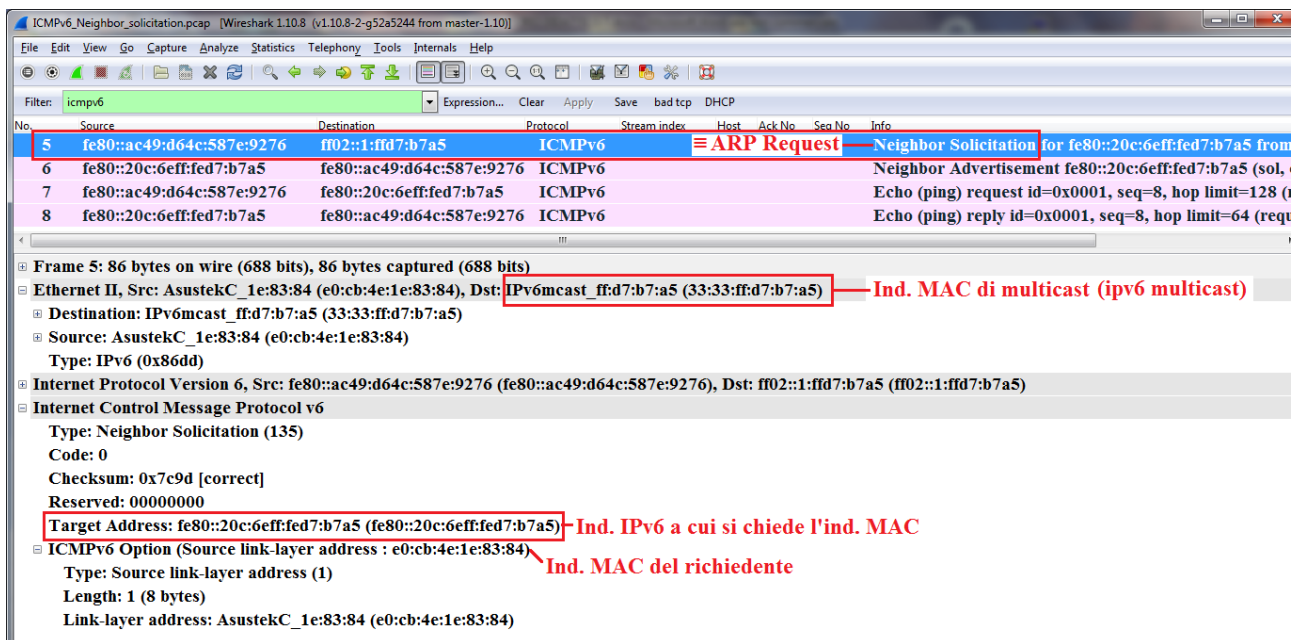 ICMPv6_Neighbor_solicitation.pcap [Wireshark 1.10.8 (v1.10.8-2-g52a5244 from master-1.10)]
File Edit View Go Capture Analyze Statistics Telephony Tools Internals Help
Filter: icmpv6 Expression... Clear Apply Save bad tcp DHCP
No. Source Destination Protocol Stream index Host Ack No Seq No Info
5 fe80::ac49:d64c:587e:9276 ff02::1:ffd7:b7a5 ICMPv6 ≡ ARP Request Neighbor Solicitation for fe80::20c:6eff:fed7:b7a5 from
6 fe80::20c:6eff:fed7:b7a5 fe80::ac49:d64c:587e:9276 ICMPv6 Neighbor Advertisement fe80::20c:6eff:fed7:b7a5 (sol,
7 fe80::ac49:d64c:587e:9276 fe80::20c:6eff:fed7:b7a5 ICMPv6 Echo (ping) request id=0x0001, seq=8, hop limit=128 (
8 fe80::20c:6eff:fed7:b7a5 fe80::ac49:d64c:587e:9276 ICMPv6 Echo (ping) reply id=0x0001, seq=8, hop limit=64 (requ
Frame 5: 86 bytes on wire (688 bits), 86 bytes captured (688 bits)
Ethernet II, Src: AsustekC_1e:83:84 (e0:cb:4e:1e:83:84), Dst: IPv6mcast_ff:d7:b7:a5 (33:33:ff:d7:b7:a5) Ind. MAC di multicast (ipv6 multicast)
Destination: IPv6mcast_ff:d7:b7:a5 (33:33:ff:d7:b7:a5)
Source: AsustekC_1e:83:84 (e0:cb:4e:1e:83:84)
Type: IPv6 (0x86dd)
Internet Protocol Version 6, Src: fe80::ac49:d64c:587e:9276 (fe80::ac49:d64c:587e:9276), Dst: ff02::1:ffd7:b7a5 (ff02::1:ffd7:b7a5)
Internet Control Message Protocol v6
Type: Neighbor Solicitation (135)
Code: 0
Checksum: 0x7c9d [correct]
Reserved: 00000000
Target Address: fe80::20c:6eff:fed7:b7a5 (fe80::20c:6eff:fed7:b7a5) Ind. IPv6 a cui si chiede l'ind. MAC
ICMPv6 Option (Source link-layer address : e0:cb:4e:1e:83:84)
Ind. MAC del richiedente
Type: Source link-layer address (1)
Length: 1 (8 bytes)
Link-layer address: AsustekC_1e:83:84 (e0:cb:4e:1e:83:84)